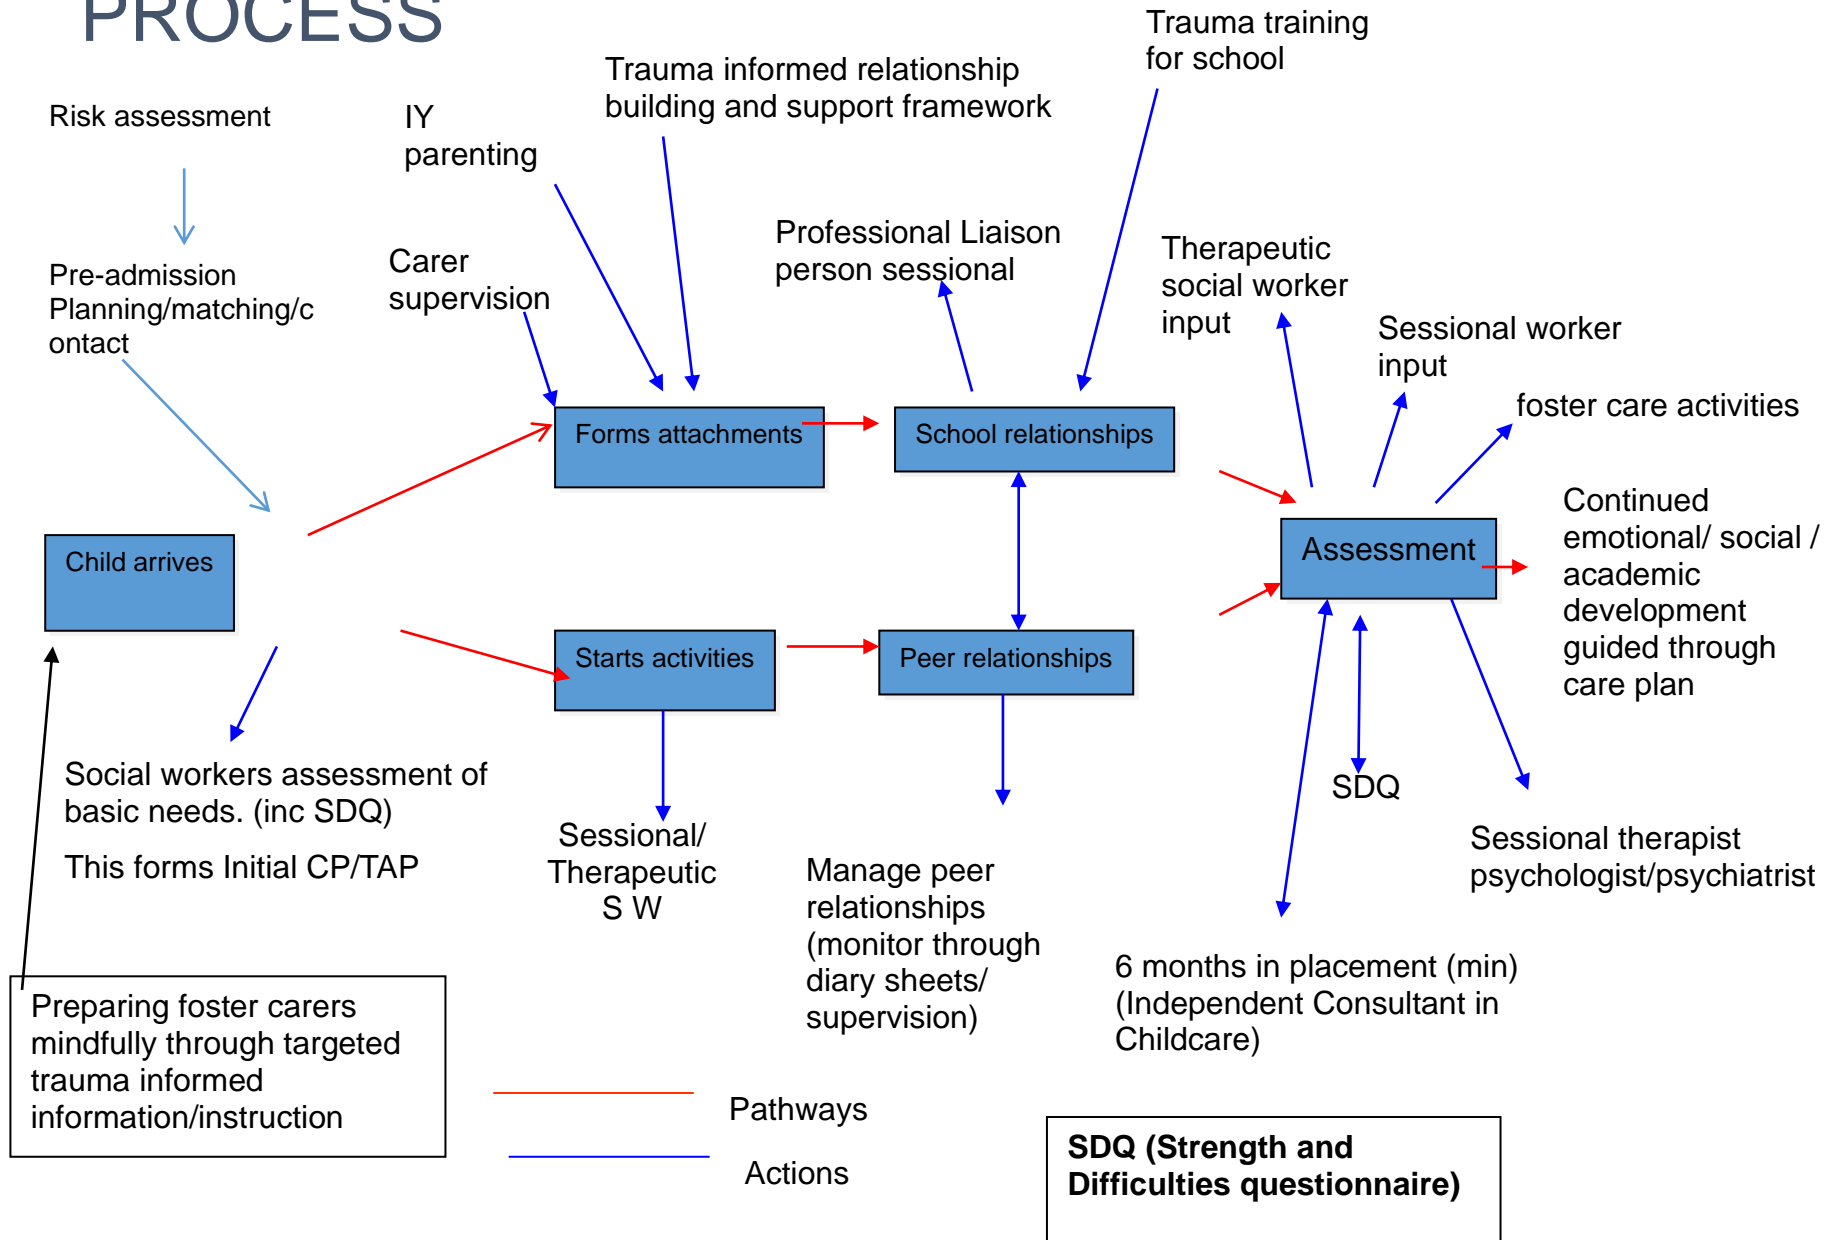 PROCESS
Trauma training
for school
Trauma informed relationship
building and support framework
Risk assessment
IY
parenting
Professional Liaison
person sessional
Therapeutic
social worker
input
Carer
supervision
Pre-admission
Planning/matching/c
ontact
Sessional worker
input
foster care activities
Forms attachments
School relationships
Continued
emotional/ social /
academic
development
guided through
care plan
Child arrives
Assessment
Starts activities
Peer relationships
Social workers assessment of
basic needs. (inc SDQ)
This forms Initial CP/TAP
SDQ
Sessional/
Therapeutic
S W
Sessional therapist
psychologist/psychiatrist
Manage peer
relationships
(monitor through
diary sheets/
supervision)
6 months in placement (min)
(Independent Consultant in
Childcare)
Preparing foster carers
mindfully through targeted
trauma informed
information/instruction
Pathways
Actions
SDQ (Strength and
Difficulties questionnaire)